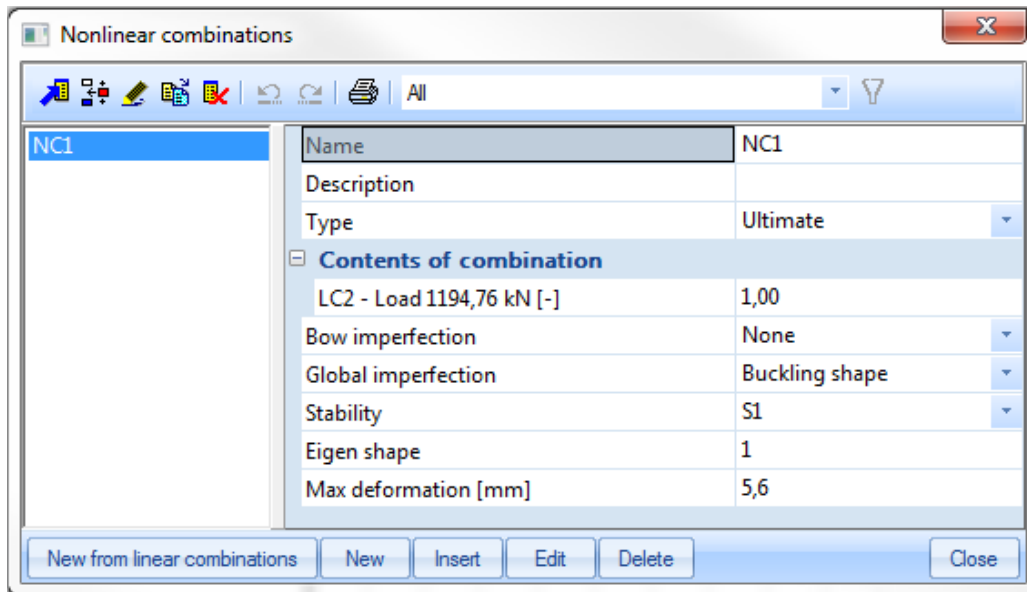 Nonlinear combinations
All
NC1
Name NC1
Description
Type Ultimate
Contents of combination
LC2 - Load 1194,76 kN [-] 1,00
Bow imperfection None
Global imperfection Buckling shape
Stability S1
Eigen shape 1
Max deformation [mm] 5,6
New from linear combinations New Insert Edit Delete Close